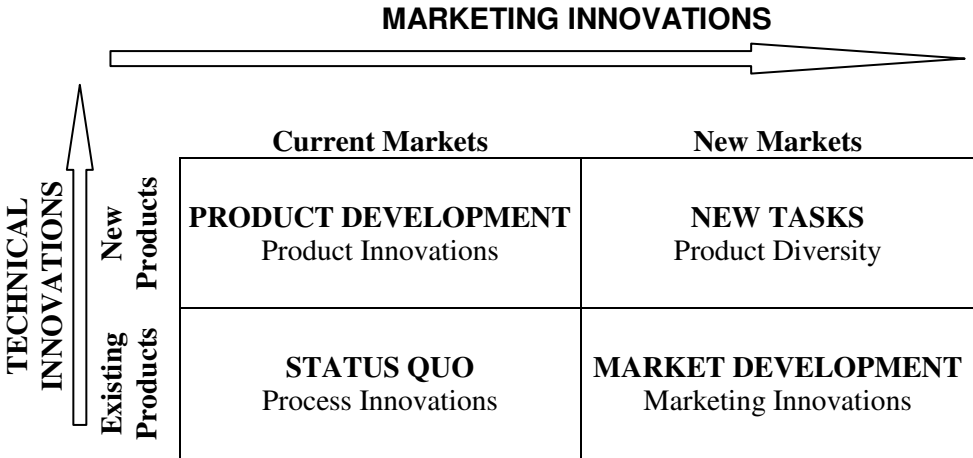 MARKETING INNOVATIONS
Current Markets
New Markets
TECHNICAL
INNOVATIONS
New
Products
PRODUCT DEVELOPMENT
Product Innovations
NEW TASKS
Product Diversity
Existing
Products
STATUS QUO
Process Innovations
MARKET DEVELOPMENT
Marketing Innovations